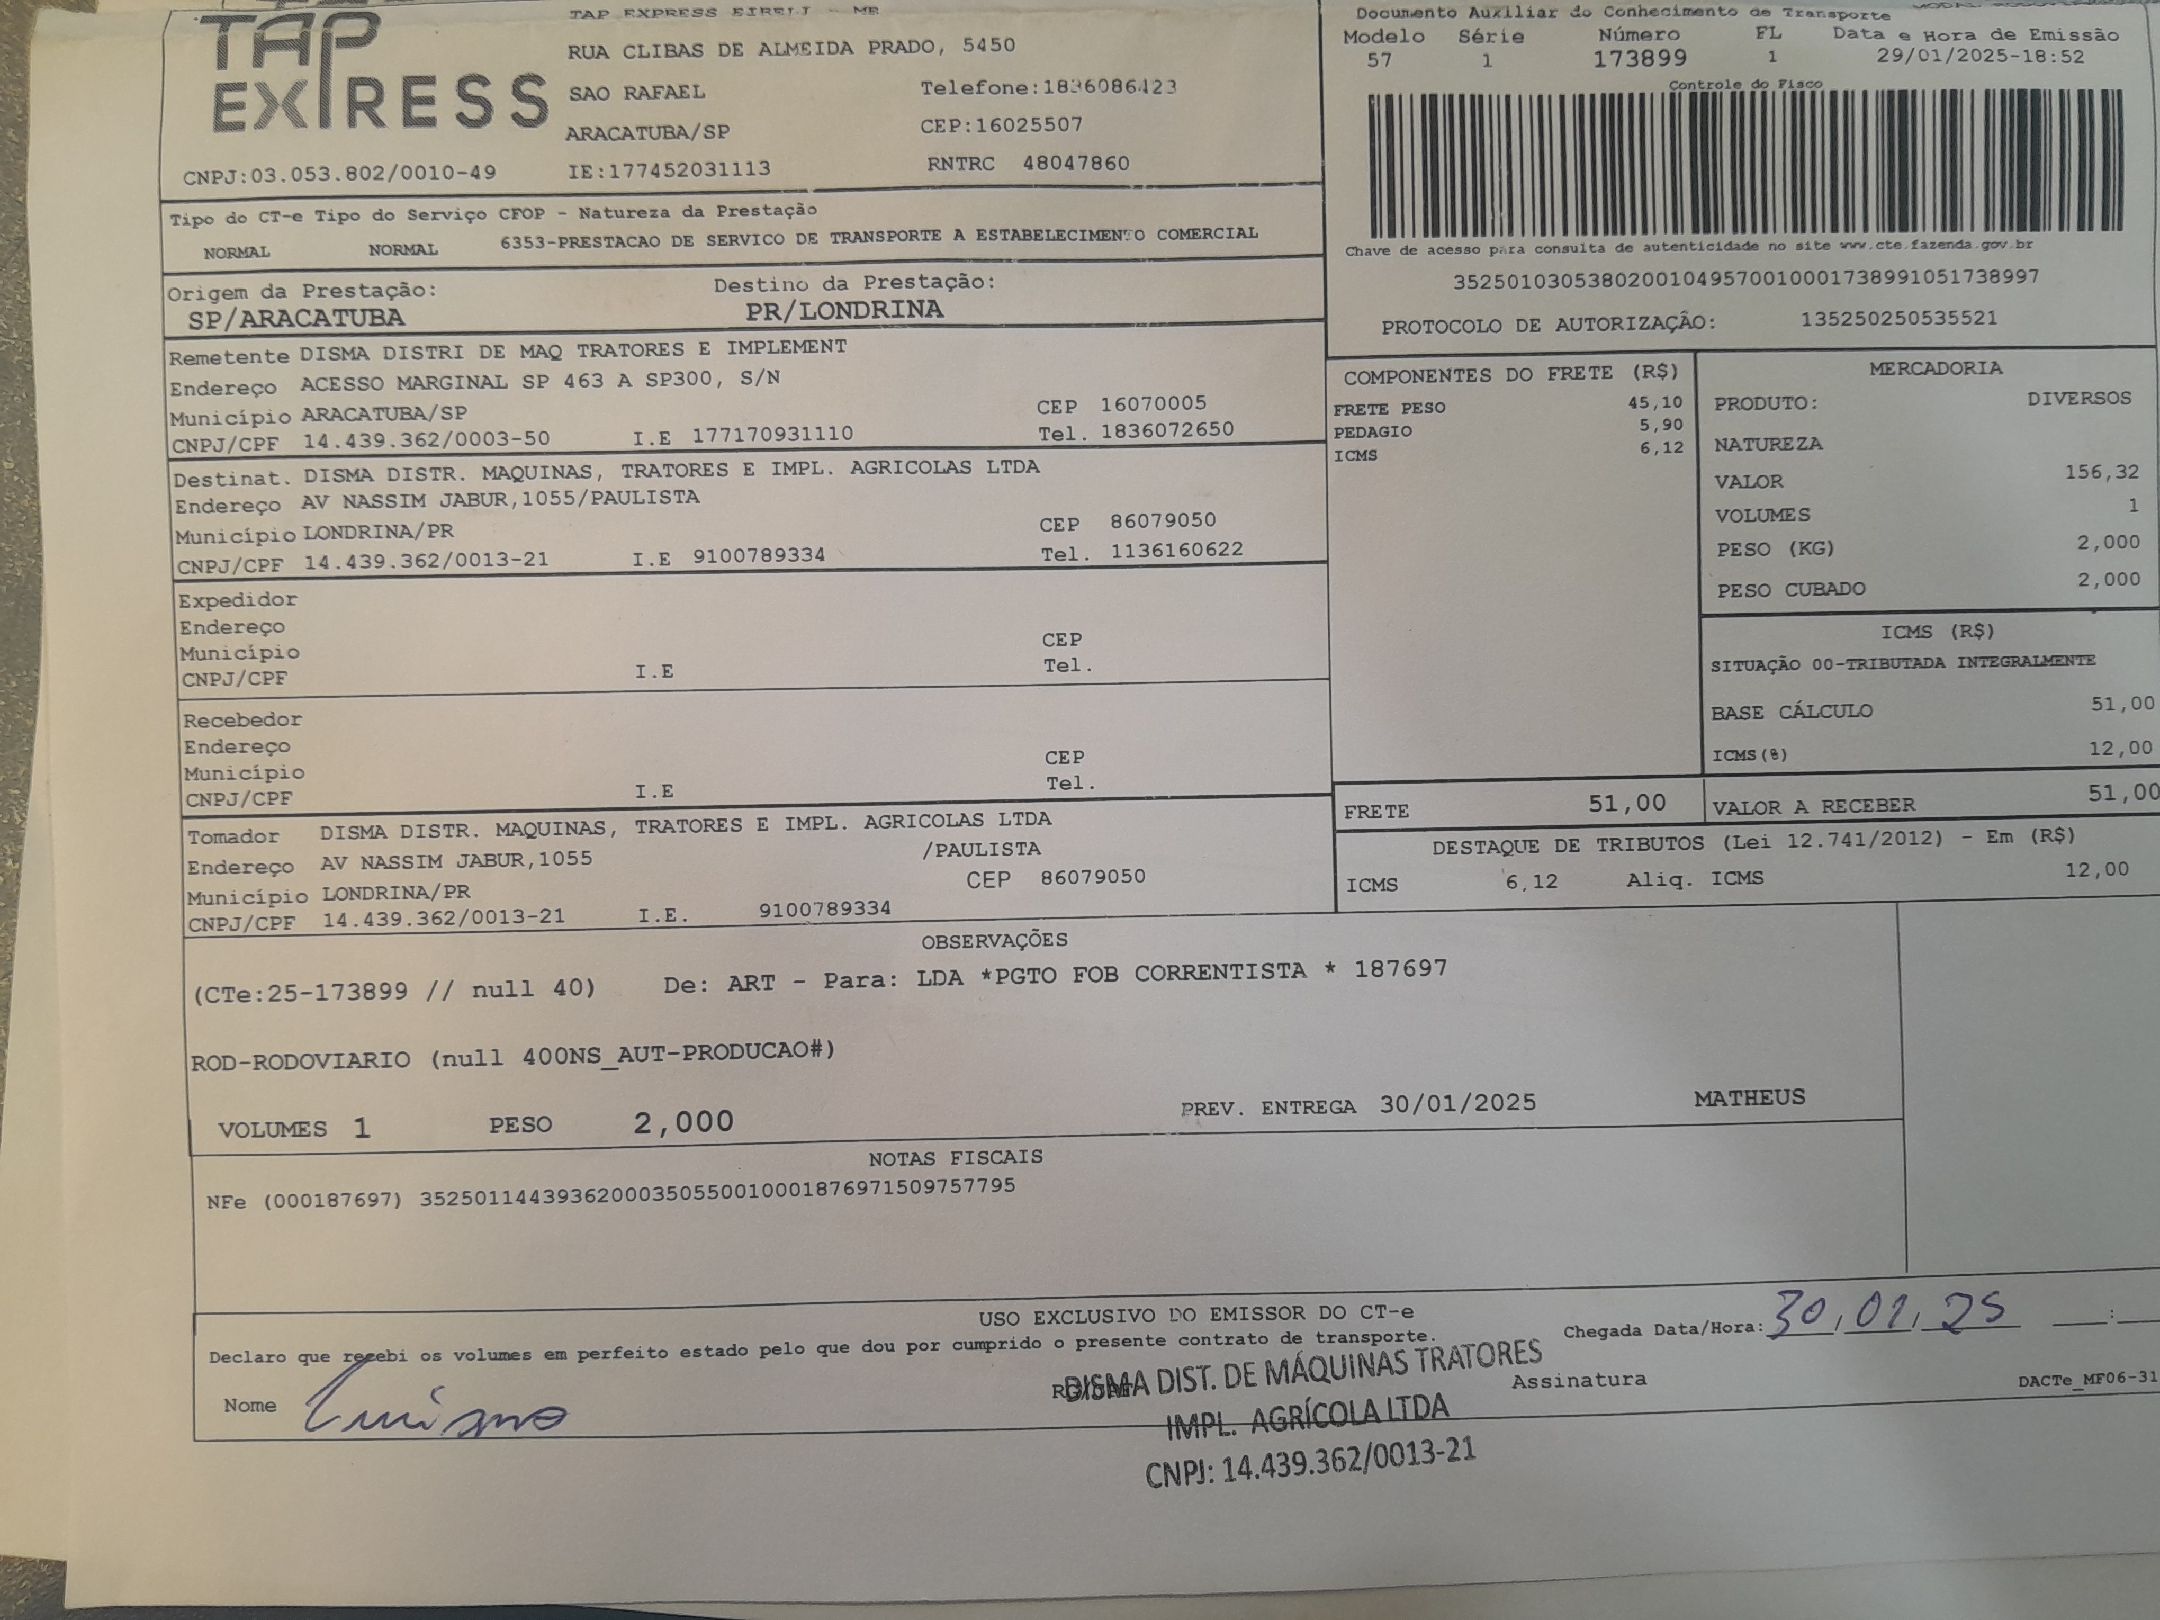 TAP EXPRESS
TAP EXPRESS EIRELI - ME
RUA CLIBAS DE ALMEIDA PRADO, 5450
SAO RAFAEL Telefone:1836086423
ARACATUBA/SP CEP:16025507
CNPJ:03.053.802/0010-49 IE:177452031113 RNTRC 48047860
Documento Auxiliar do Conhecimento de Transporte
Modelo Série Número FL Data e Hora de Emissão
57 1 173899 1 29/01/2025-18:52
Controle do Fisco
Chave de acesso para consulta de autenticidade no site www.cte.fazenda.gov.br
35250103053802001049570010001738991051738997
PROTOCOLO DE AUTORIZAÇÃO: 135250250535521
Tipo do CT-e Tipo do Serviço CFOP - Natureza da Prestação
NORMAL NORMAL 6353-PRESTACAO DE SERVICO DE TRANSPORTE A ESTABELECIMENTO COMERCIAL
Origem da Prestação: Destino da Prestação:
SP/ARACATUBA PR/LONDRINA
Remetente DISMA DISTRI DE MAQ TRATORES E IMPLEMENT
Endereço ACESSO MARGINAL SP 463 A SP300, S/N
Município ARACATUBA/SP CEP 16070005
CNPJ/CPF 14.439.362/0003-50 I.E 177170931110 Tel. 1836072650
Destinat. DISMA DISTR. MAQUINAS, TRATORES E IMPL. AGRICOLAS LTDA
Endereço AV NASSIM JABUR,1055/PAULISTA
Município LONDRINA/PR CEP 86079050
CNPJ/CPF 14.439.362/0013-21 I.E 9100789334 Tel. 1136160622
Expedidor
Endereço
Município CEP
CNPJ/CPF I.E Tel.
Recebedor
Endereço
Município CEP
CNPJ/CPF I.E Tel.
Tomador DISMA DISTR. MAQUINAS, TRATORES E IMPL. AGRICOLAS LTDA
Endereço AV NASSIM JABUR,1055 /PAULISTA
Município LONDRINA/PR CEP 86079050
CNPJ/CPF 14.439.362/0013-21 I.E. 9100789334
COMPONENTES DO FRETE (R$)
FRETE PESO 45,10
PEDAGIO 5,90
ICMS 6,12
MERCADORIA
PRODUTO: DIVERSOS
NATUREZA
VALOR 156,32
VOLUMES 1
PESO (KG) 2,000
PESO CUBADO 2,000
ICMS (R$)
SITUAÇÃO 00-TRIBUTADA INTEGRALMENTE
BASE CÁLCULO 51,00
ICMS(%) 12,00
FRETE 51,00 VALOR A RECEBER 51,00
DESTAQUE DE TRIBUTOS (Lei 12.741/2012) - Em (R$)
ICMS 6,12 Aliq. ICMS 12,00
OBSERVAÇÕES
(CTe:25-173899 // null 40) De: ART - Para: LDA *PGTO FOB CORRENTISTA * 187697
ROD-RODOVIARIO (null 400NS_AUT-PRODUCAO#)
VOLUMES 1 PESO 2,000 PREV. ENTREGA 30/01/2025 MATHEUS
NOTAS FISCAIS
NFe (000187697) 35250114439362000350550010001876971509757795
USO EXCLUSIVO DO EMISSOR DO CT-e
Declaro que recebi os volumes em perfeito estado pelo que dou por cumprido o presente contrato de transporte.
Chegada Data/Hora: 30/01/25 :
Nome Assinatura DACTe_MF06-31
DISMA DIST. DE MÁQUINAS TRATORES
IMPL. AGRÍCOLA LTDA
CNPJ: 14.439.362/0013-21